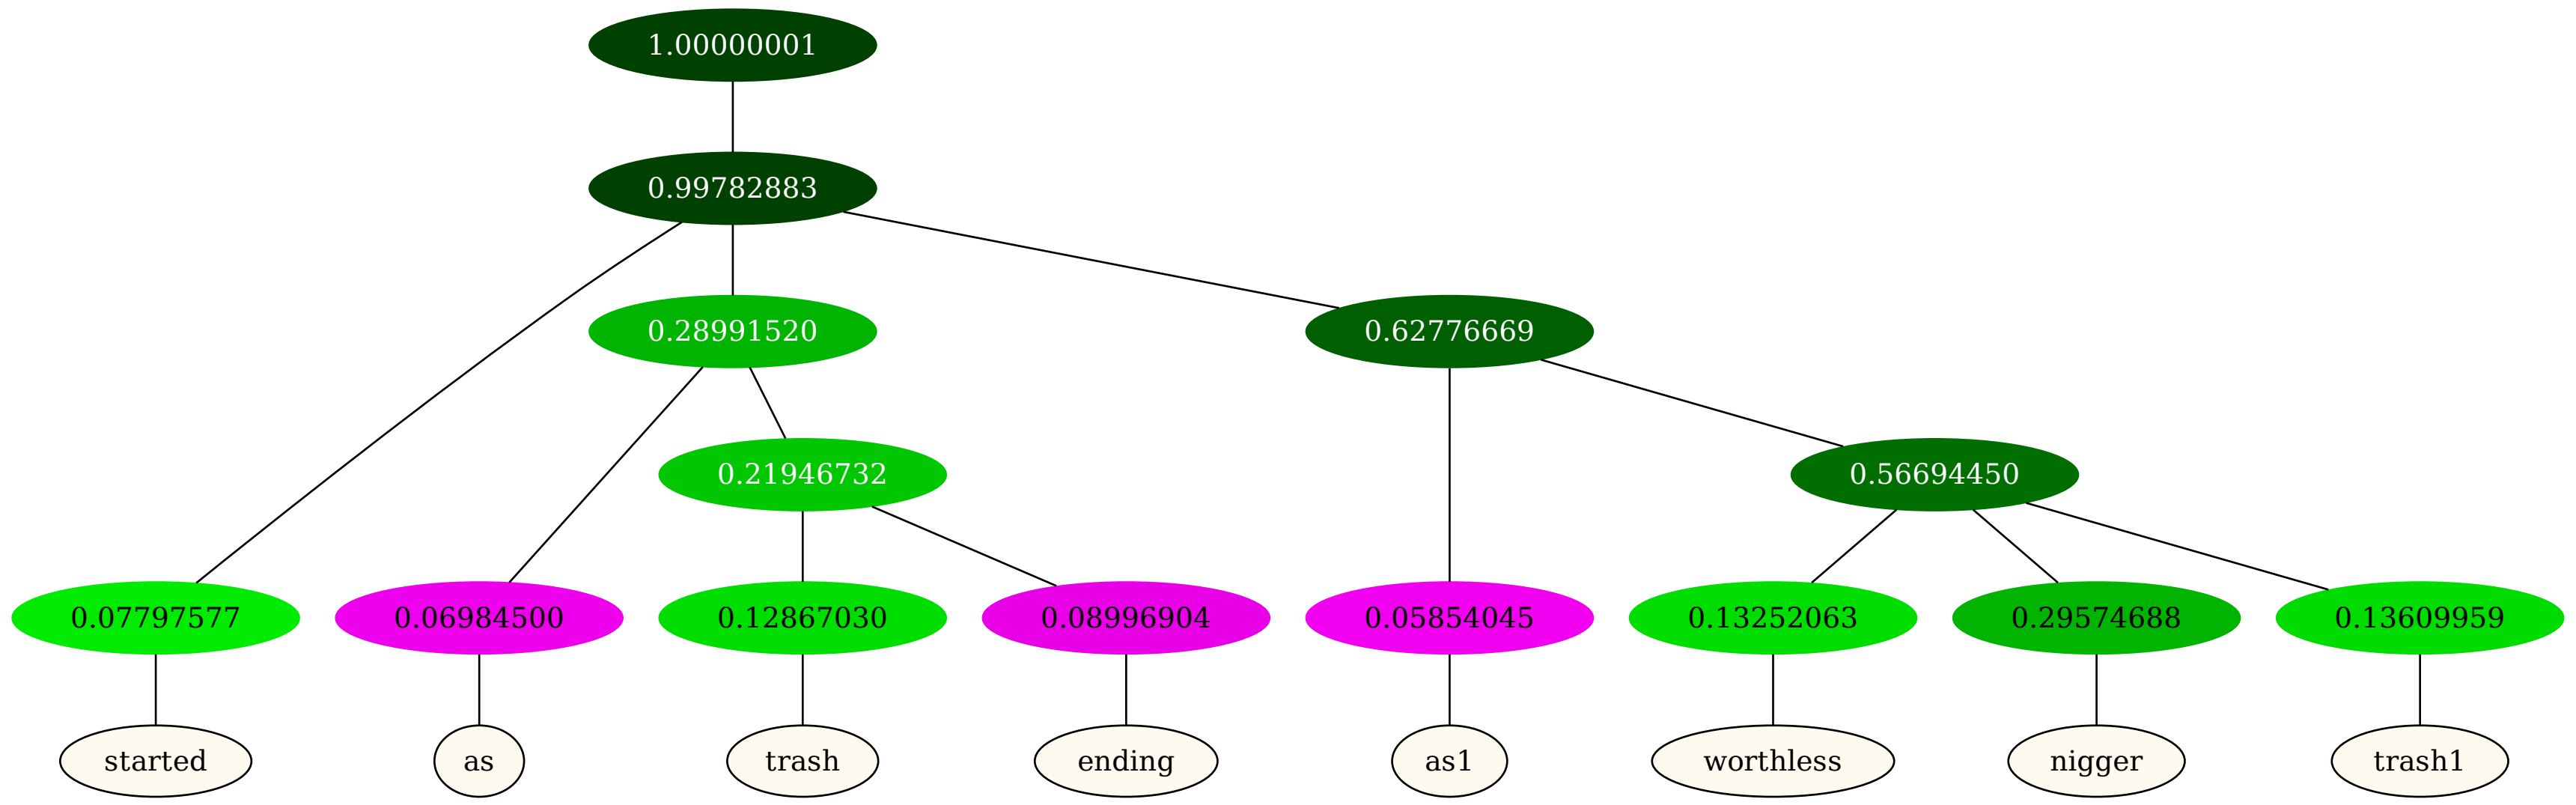 1.00000001
0.99782883
0.28991520 0.62776669
0.21946732 0.56694450
0.07797577 0.06984500 0.12867030 0.08996904 0.05854045 0.13252063 0.29574688 0.13609959
started as trash ending as1 worthless nigger trash1